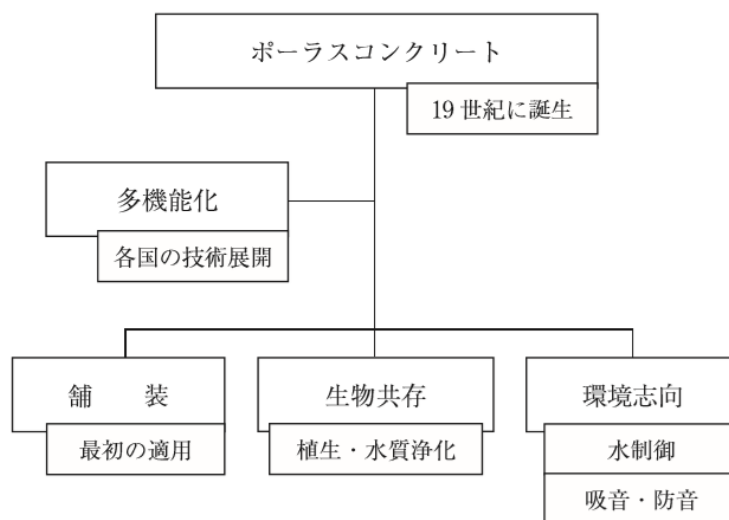 ポーラスコンクリート
19世紀に誕生
多機能化
各国の技術展開
舗　装
最初の適用
生物共存
植生・水質浄化
環境志向
水制御
吸音・防音